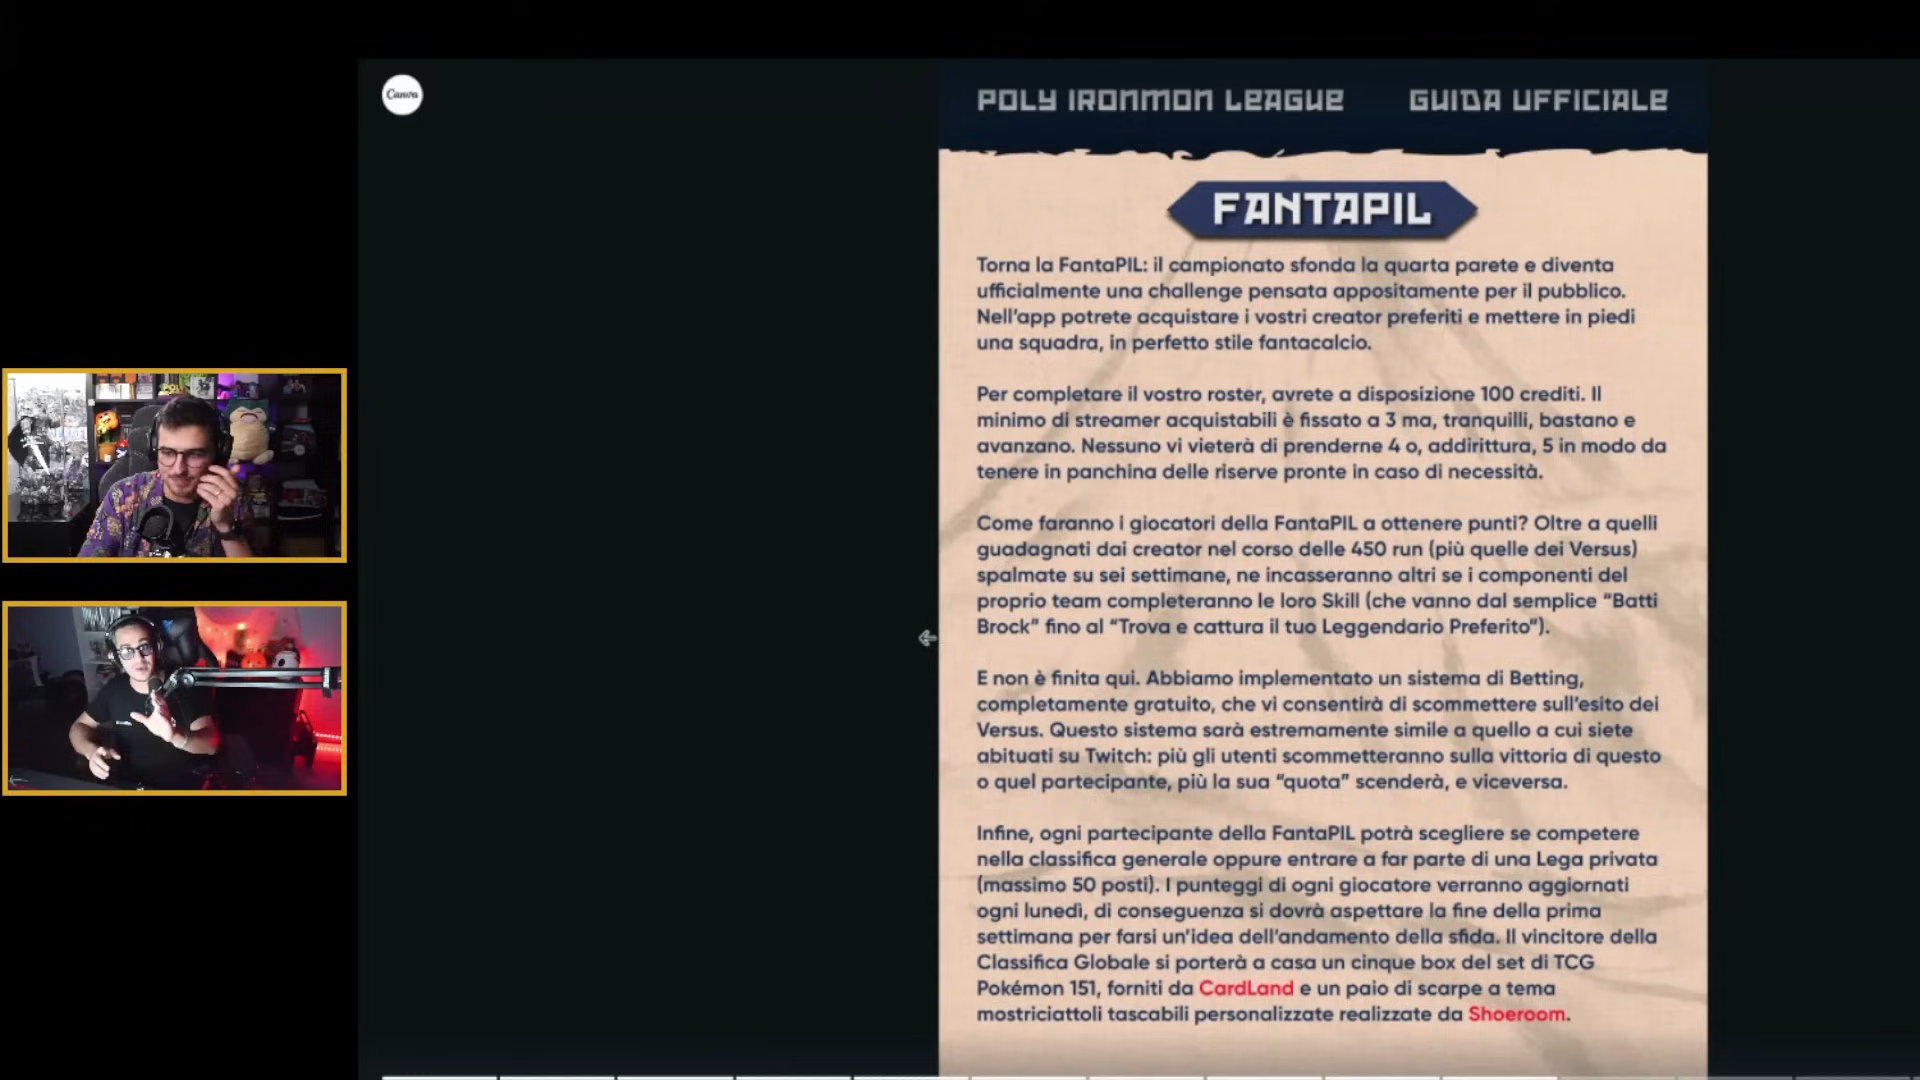 Canva
POLY IRONMON LEAGUE GUIDA UFFICIALE
FANTAPIL
Torna la FantaPIL: il campionato sfonda la quarta parete e diventa
ufficialmente una challenge pensata appositamente per il pubblico.
Nell'app potrete acquistare i vostri creator preferiti e mettere in piedi
una squadra, in perfetto stile fantacalcio.
Per completare il vostro roster, avrete a disposizione 100 crediti. Il
minimo di streamer acquistabili è fissato a 3 ma, tranquilli, bastano e
avanzano. Nessuno vi vieterà di prenderne 4 o, addirittura, 5 in modo da
tenere in panchina delle riserve pronte in caso di necessità.
Come faranno i giocatori della FantaPIL a ottenere punti? Oltre a quelli
guadagnati dai creator nel corso delle 450 run (più quelle dei Versus)
spalmate su sei settimane, ne incasseranno altri se i componenti del
proprio team completeranno le loro Skill (che vanno dal semplice “Batti
Brock” fino al “Trova e cattura il tuo Leggendario Preferito“).
E non è finita qui. Abbiamo implementato un sistema di Betting,
completamente gratuito, che vi consentirà di scommettere sull'esito dei
Versus. Questo sistema sarà estremamente simile a quello a cui siete
abituati su Twitch: più gli utenti scommetteranno sulla vittoria di questo
o quel partecipante, più la sua “quota” scenderà, e viceversa.
Infine, ogni partecipante della FantaPIL potrà scegliere se competere
nella classifica generale oppure entrare a far parte di una Lega privata
(massimo 50 posti). I punteggi di ogni giocatore verranno aggiornati
ogni lunedì, di conseguenza si dovrà aspettare la fine della prima
settimana per farsi un'idea dell'andamento della sfida. Il vincitore della
Classifica Globale si porterà a casa un cinque box del set di TCG
Pokémon 151, forniti da CardLand e un paio di scarpe a tema
mostriciattoli tascabili personalizzate realizzate da Shoeroom.